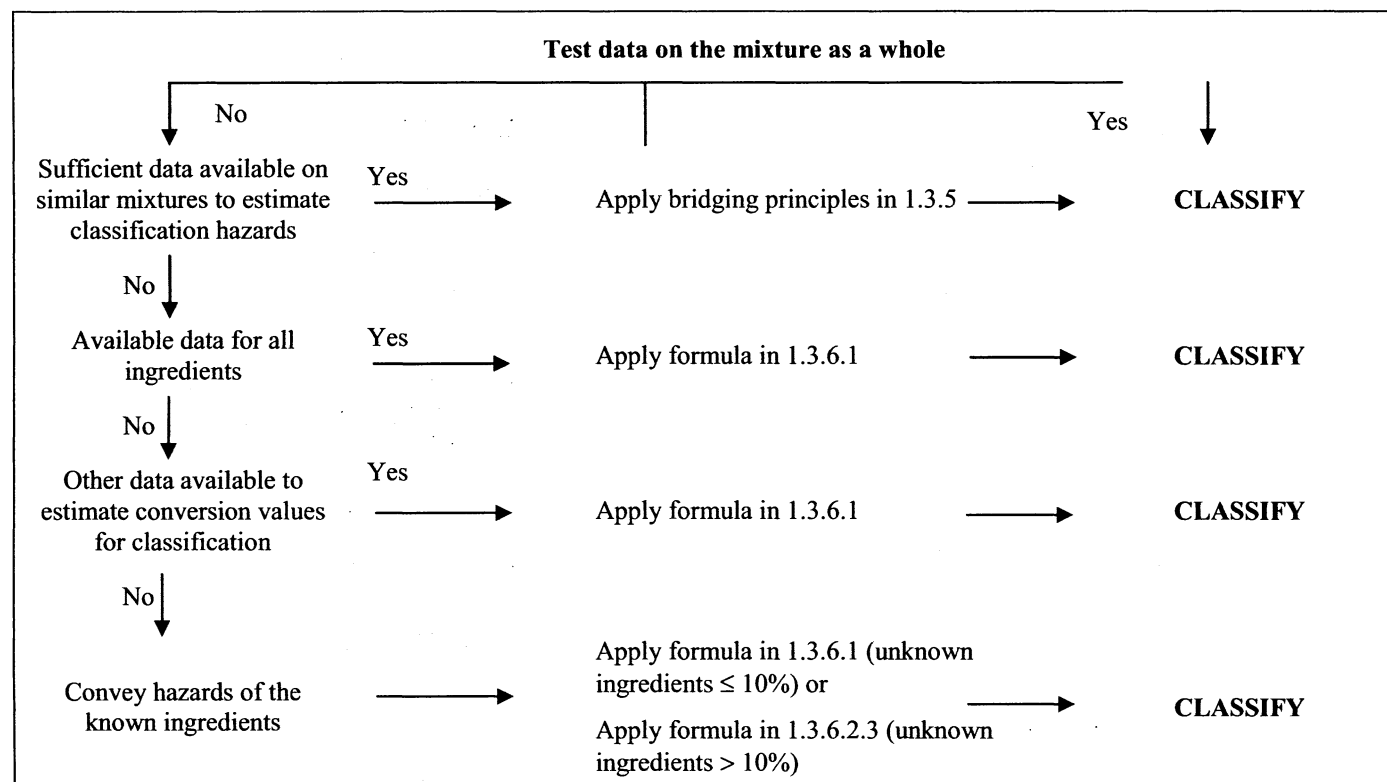 Test data on the mixture as a whole
No
Yes
Sufficient data available on
similar mixtures to estimate
classification hazards
Yes
Apply bridging principles in 1.3.5
CLASSIFY
No
Available data for all
ingredients
Yes
Apply formula in 1.3.6.1
CLASSIFY
No
Other data available to
estimate conversion values
for classification
Yes
Apply formula in 1.3.6.1
CLASSIFY
No
Convey hazards of the
known ingredients
Apply formula in 1.3.6.1 (unknown
ingredients ≤ 10%) or
Apply formula in 1.3.6.2.3 (unknown
ingredients > 10%)
CLASSIFY